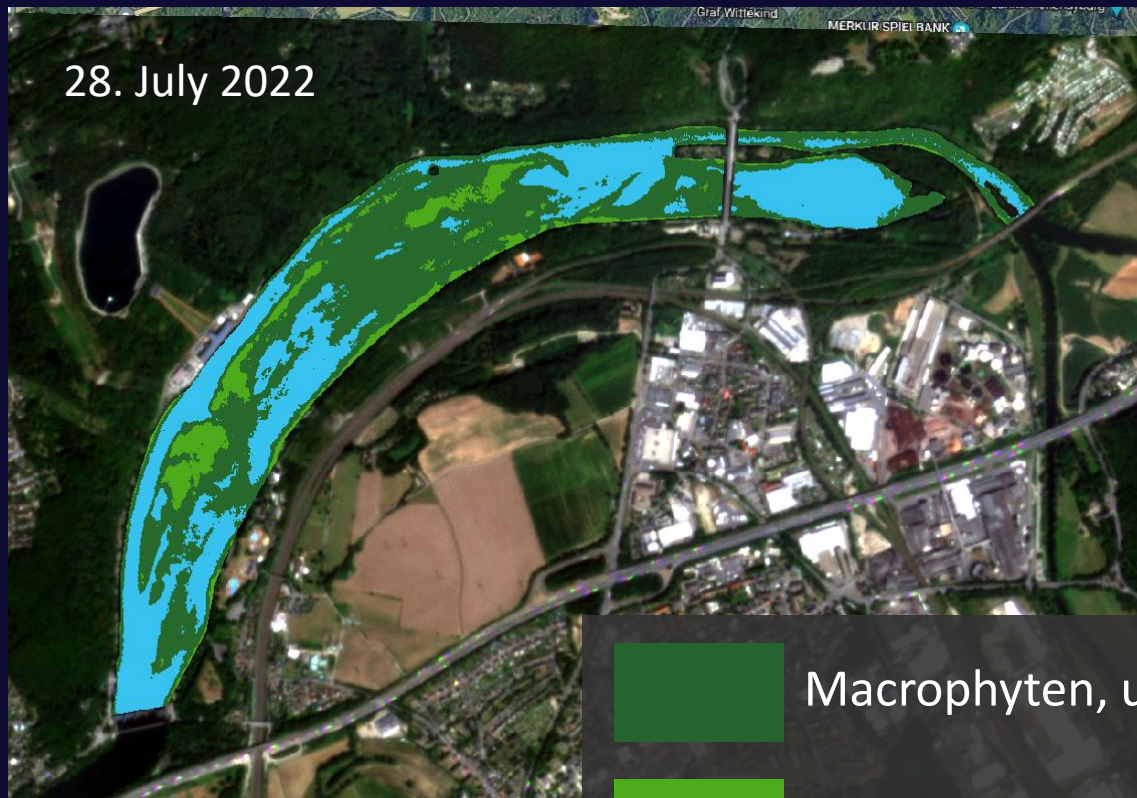 Graf Wittekind
MERKUR SPIELBANK
28. July 2022
Macrophyten, u